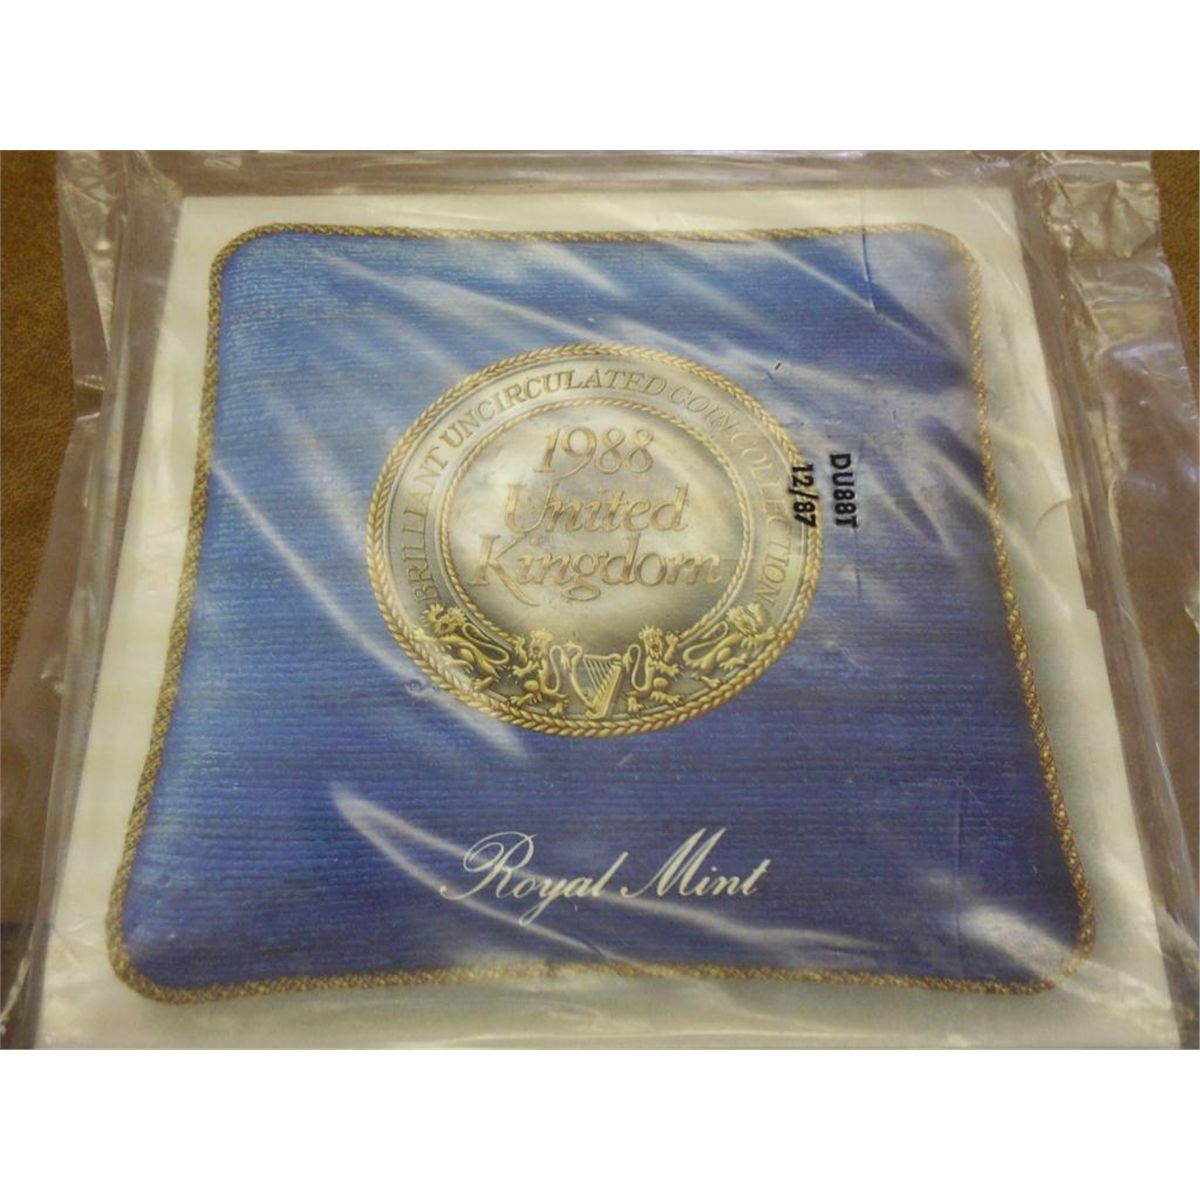 BRILLIANT UNCIRCULATED COIN COLLECTION
1988
United
Kingdom
DU88T
12/87
Royal Mint